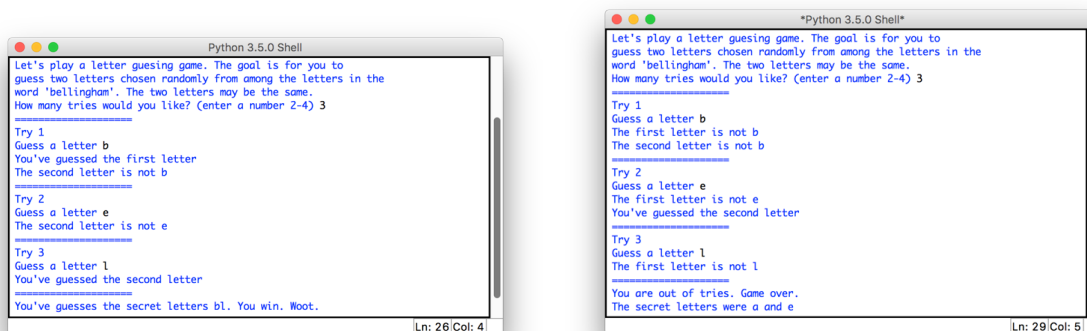 Python 3.5.0 Shell
Let's play a letter guesing game. The goal is for you to
guess two letters chosen randomly from among the letters in the
word 'bellingham'. The two letters may be the same.
How many tries would you like? (enter a number 2-4) 3
====================
Try 1
Guess a letter b
You've guessed the first letter
The second letter is not b
====================
Try 2
Guess a letter e
The second letter is not e
====================
Try 3
Guess a letter l
You've guessed the second letter
====================
You've guesses the secret letters bl. You win. Woot.
Ln: 26 Col: 4
*Python 3.5.0 Shell*
Let's play a letter guesing game. The goal is for you to
guess two letters chosen randomly from among the letters in the
word 'bellingham'. The two letters may be the same.
How many tries would you like? (enter a number 2-4) 3
====================
Try 1
Guess a letter b
The first letter is not b
The second letter is not b
====================
Try 2
Guess a letter e
The first letter is not e
You've guessed the second letter
====================
Try 3
Guess a letter l
The first letter is not l
====================
You are out of tries. Game over.
The secret letters were a and e
Ln: 29 Col: 5